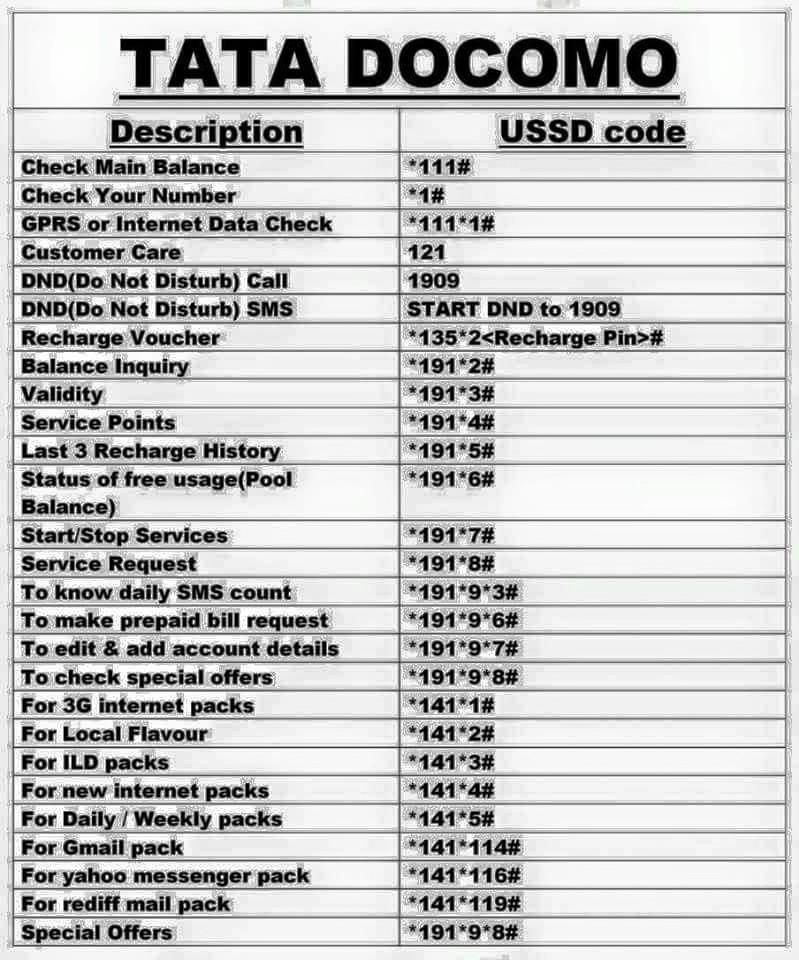 TATA DOCOMO
Description USSD code
Check Main Balance *111#
Check Your Number *1#
GPRS or Internet Data Check *111*1#
Customer Care 121
DND(Do Not Disturb) Call 1909
DND(Do Not Disturb) SMS START DND to 1909
Recharge Voucher *135*2<Recharge Pin>#
Balance Inquiry *191*2#
Validity *191*3#
Service Points *191*4#
Last 3 Recharge History *191*5#
Status of free usage(Pool *191*6#
Balance)
Start/Stop Services *191*7#
Service Request *191*8#
To know daily SMS count *191*9*3#
To make prepaid bill request *191*9*6#
To edit & add account details *191*9*7#
To check special offers *191*9*8#
For 3G internet packs *141*1#
For Local Flavour *141*2#
For ILD packs *141*3#
For new internet packs *141*4#
For Daily / Weekly packs *141*5#
For Gmail pack *141*114#
For yahoo messenger pack *141*116#
For rediff mail pack *141*119#
Special Offers *191*9*8#